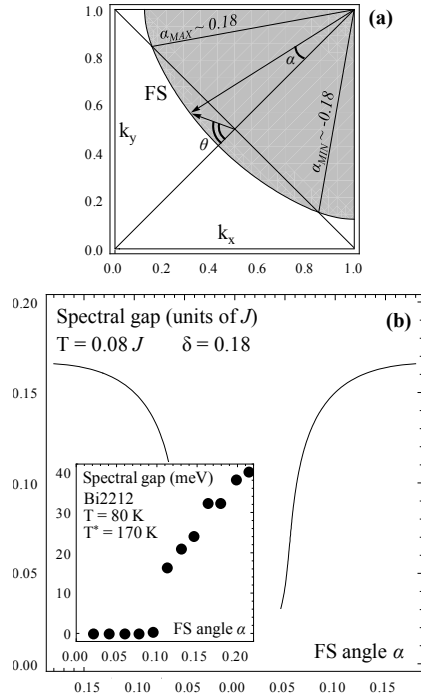 1.0
(a)
α_MAX ~ 0.18
α
0.8
FS
0.6
k_y
θ
α_MIN ~ -0.18
0.4
0.2
k_x
0.0
0.0 0.2 0.4 0.6 0.8 1.0
0.20
Spectral gap (units of J) (b)
T = 0.08 J δ = 0.18
0.15
0.10
0.05
0.00
40
Spectral gap (meV)
Bi2212
T = 80 K
T* = 170 K
20
0
FS angle α
0.00 0.05 0.10 0.15 0.20
FS angle α
0.15 0.10 0.05 0.00 0.05 0.10 0.15